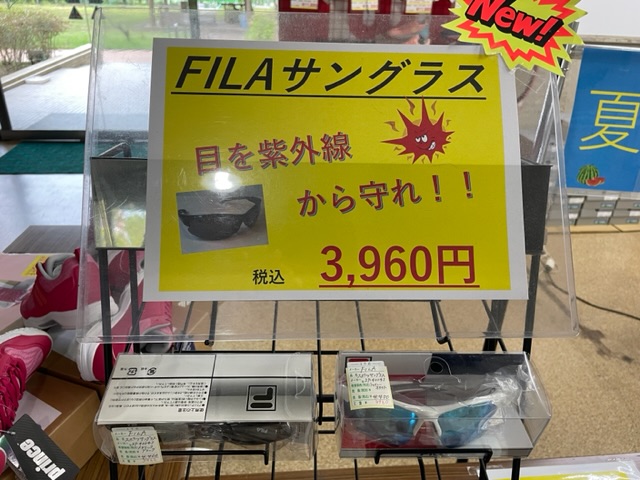 New!
FILAサングラス
目を紫外線
から守れ！！
税込 3,960円
夏
prince